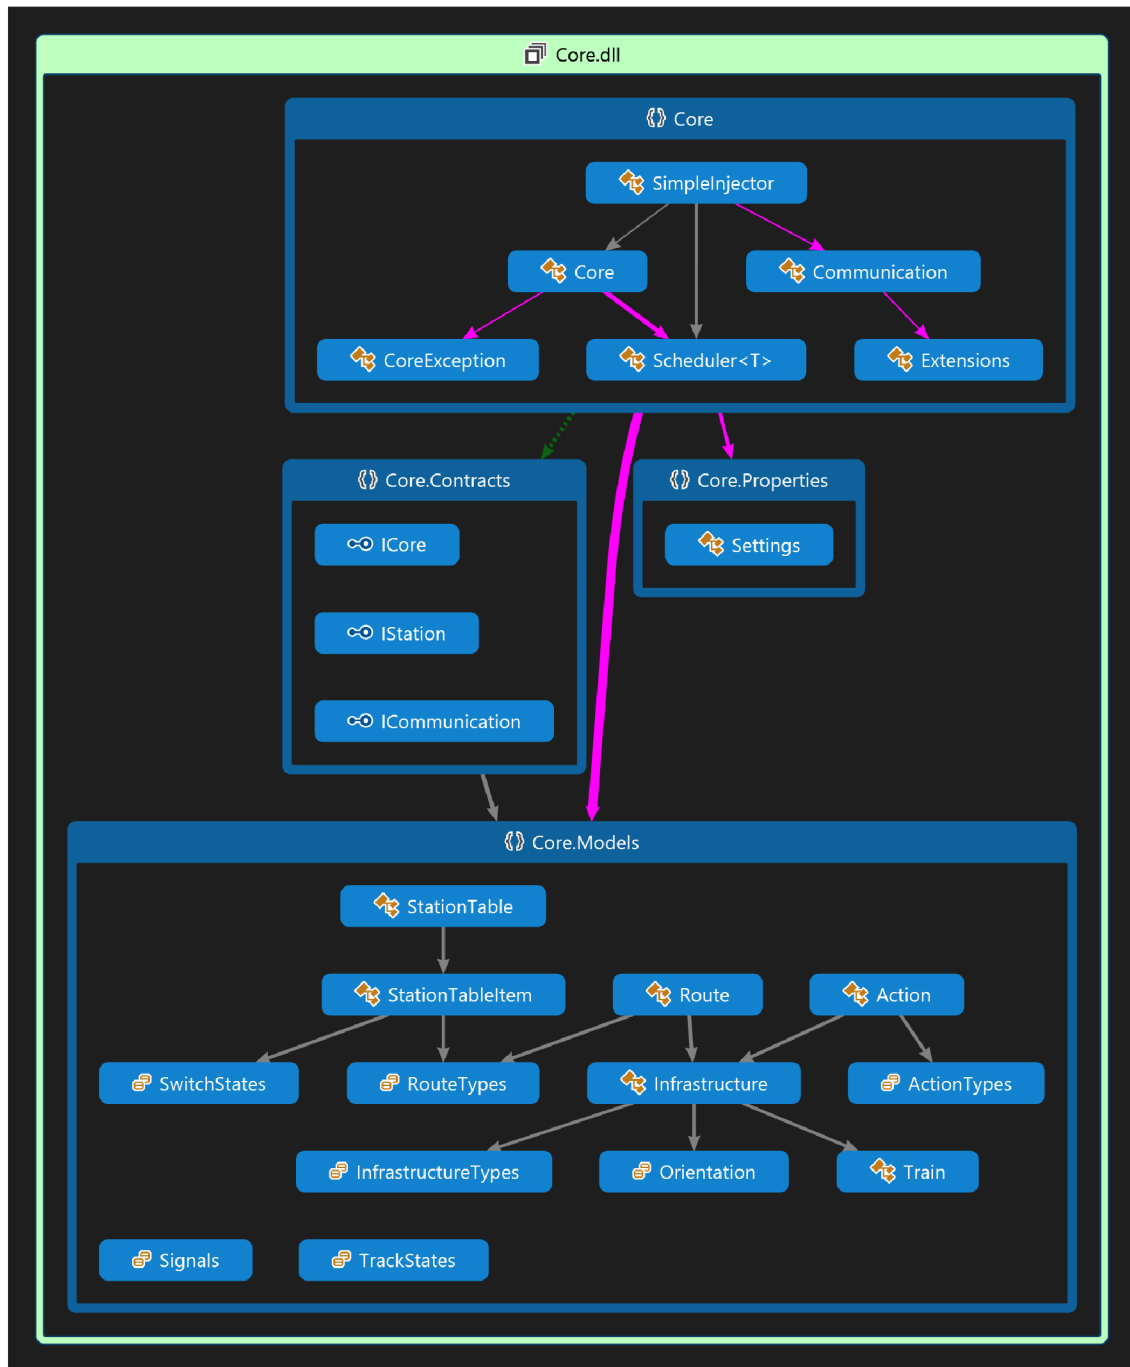 Core.dll
Core
SimpleInjector
Core
Communication
CoreException
Scheduler<T>
Extensions
Core.Contracts
Core.Properties
ICore
Settings
IStation
ICommunication
Core.Models
StationTable
StationTableItem
Route
Action
SwitchStates
RouteTypes
Infrastructure
ActionTypes
InfrastructureTypes
Orientation
Train
Signals
TrackStates